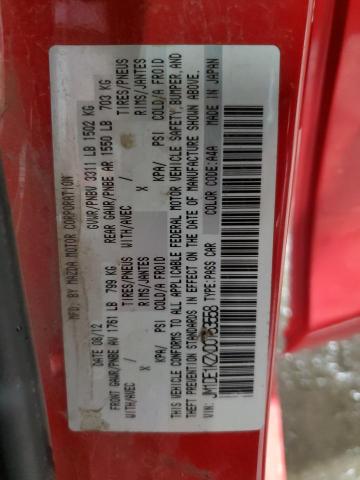 MFD. BY MAZDA MOTOR CORPORATION
DATE 08/12
GVWR/PNBV 3311 LB 1502 KG
FRONT GAWR/PNBE AV 1761 LB 799 KG
REAR GAWR/PNBE AR 1550 LB 703 KG
WITH/AVEC / TIRES/PNEUS
WITH/AVEC / TIRES/PNEUS
X RIMS/JANTES
X RIMS/JANTES
KPA/ PSI COLD/A FROID
KPA/ PSI COLD/A FROID
THIS VEHICLE CONFORMS TO ALL APPLICABLE FEDERAL MOTOR VEHICLE SAFETY BUMPER, AND
THEFT PREVENTION STANDARDS IN EFFECT ON THE DATE OF MANUFACTURE SHOWN ABOVE.
VIN: TYPE:PASS CAR COLOR CODE:A4A MADE IN JAPAN